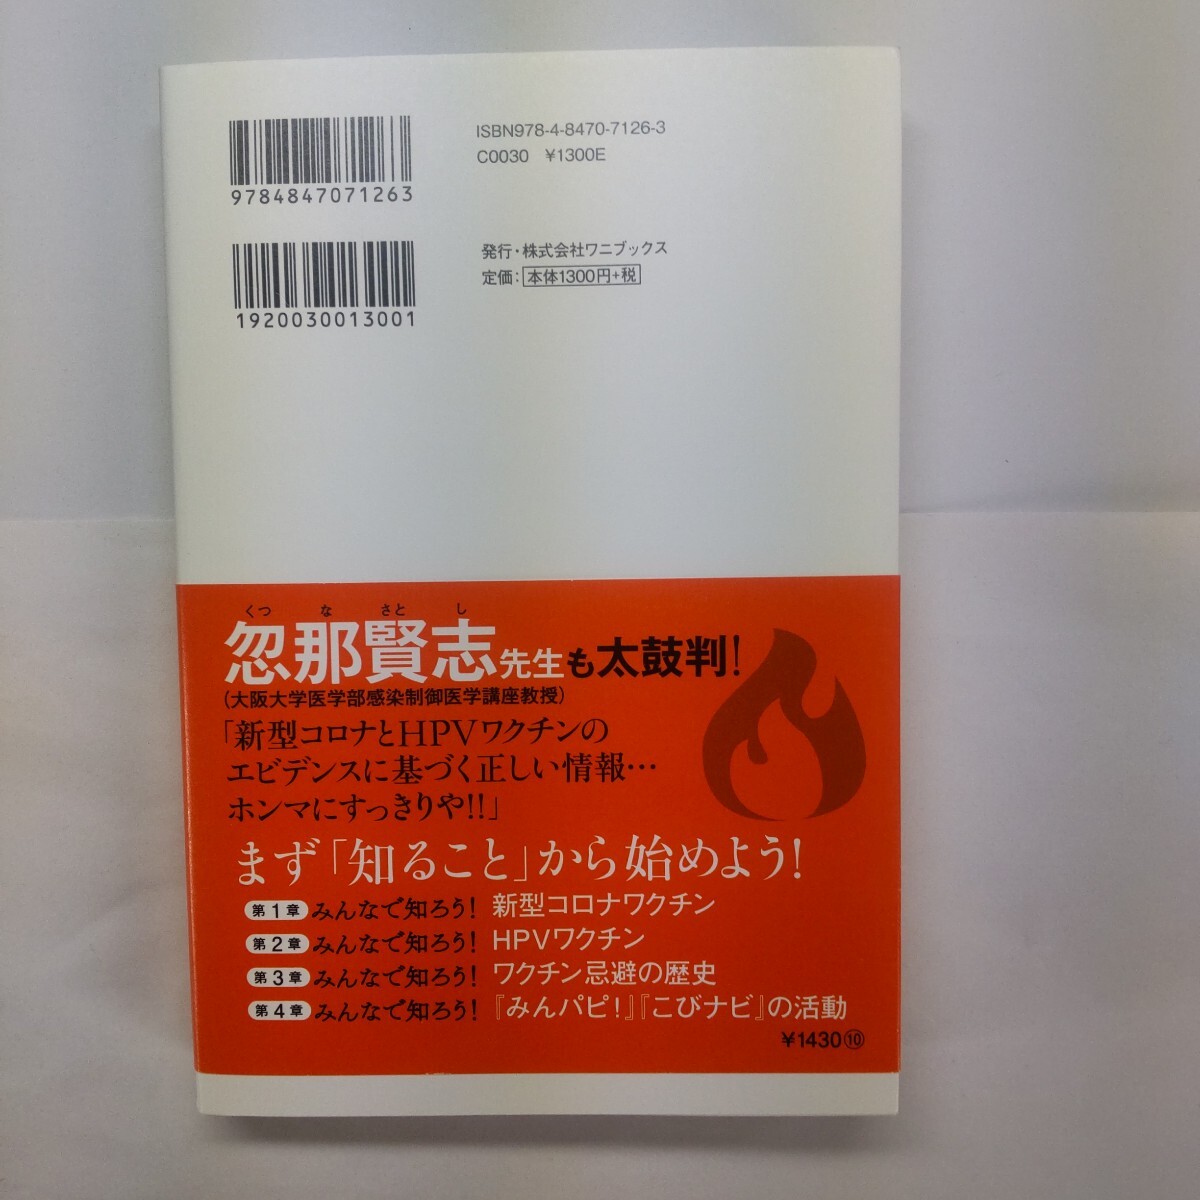 ISBN978-4-8470-7126-3
C0030 ¥1300E
9784847071263
発行・株式会社ワニブックス
定価：本体1300円+税
1920030013001
くつ な さと し
忽那賢志先生も太鼓判！
(大阪大学医学部感染制御医学講座教授)
「新型コロナとHPVワクチンの
エビデンスに基づく正しい情報…
ホンマにすっきりや!!」
まず「知ること」から始めよう！
第1章 みんなで知ろう！ 新型コロナワクチン
第2章 みんなで知ろう！ HPVワクチン
第3章 みんなで知ろう！ ワクチン忌避の歴史
第4章 みんなで知ろう！ 『みんパピ！』『こびナビ』の活動
¥1430⑩